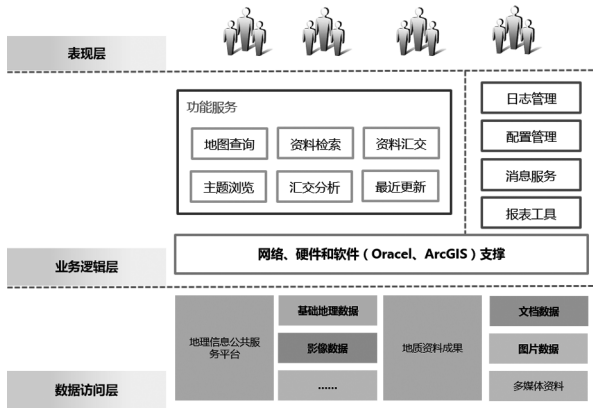 表现层
功能服务
地图查询
资料检索
资料汇交
主题浏览
汇交分析
最近更新
日志管理
配置管理
消息服务
报表工具
业务逻辑层
网络、硬件和软件（Oracel、ArcGIS）支撑
地理信息公共服
务平台
基础地理数据
影像数据
......
地质资料成果
文档数据
图片数据
多媒体资料
数据访问层